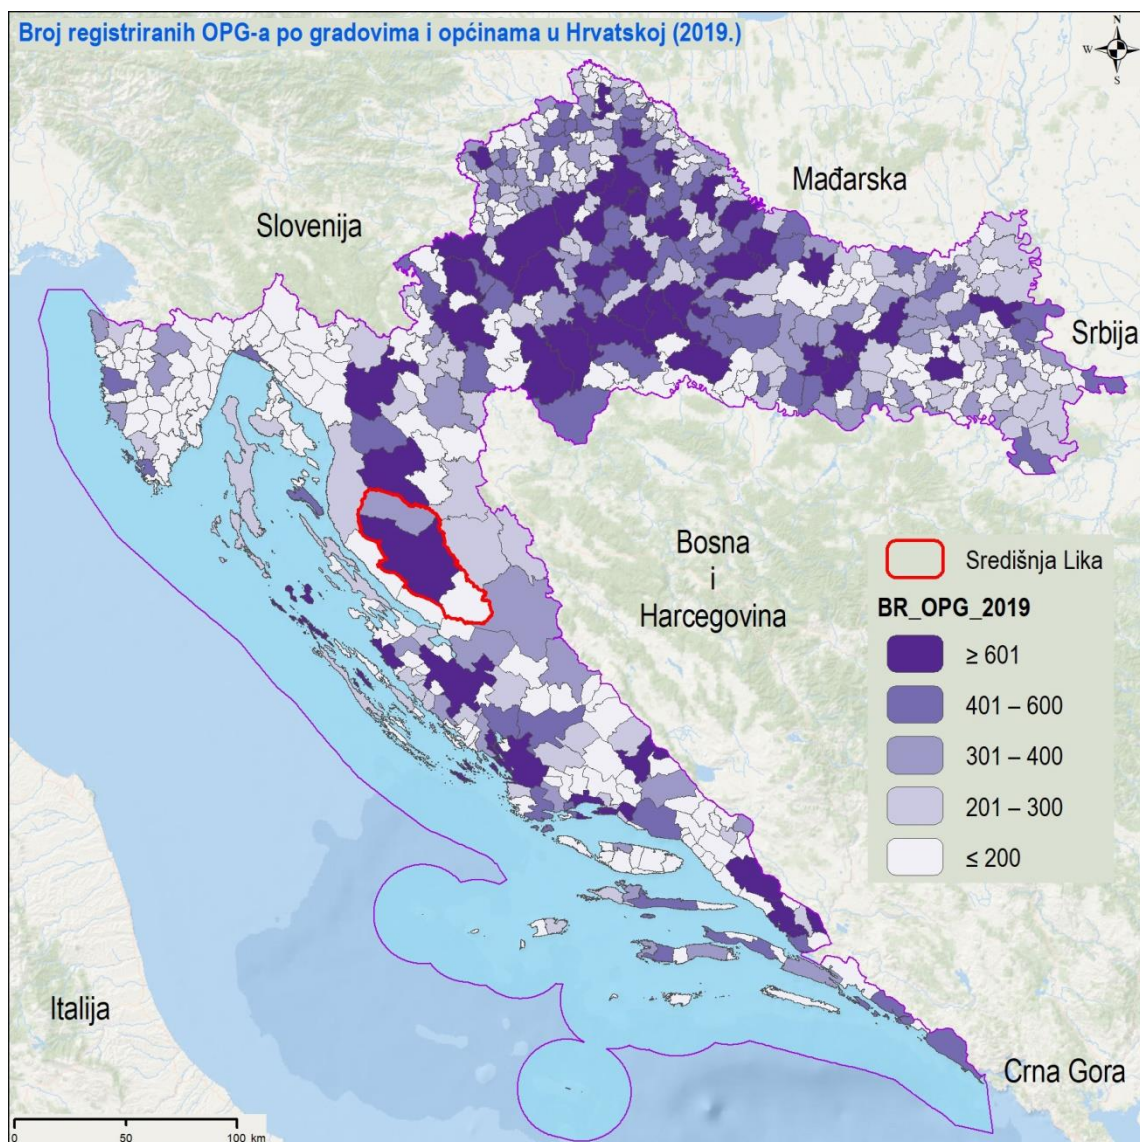 Broj registriranih OPG-a po gradovima i općinama u Hrvatskoj (2019.)
N
W E
S
Mađarska
Slovenija
Srbija
Bosna
i
Harcegovina
Središnja Lika
BR_OPG_2019
≥ 601
401 – 600
301 – 400
201 – 300
≤ 200
Italija
Crna Gora
0 50 100 km